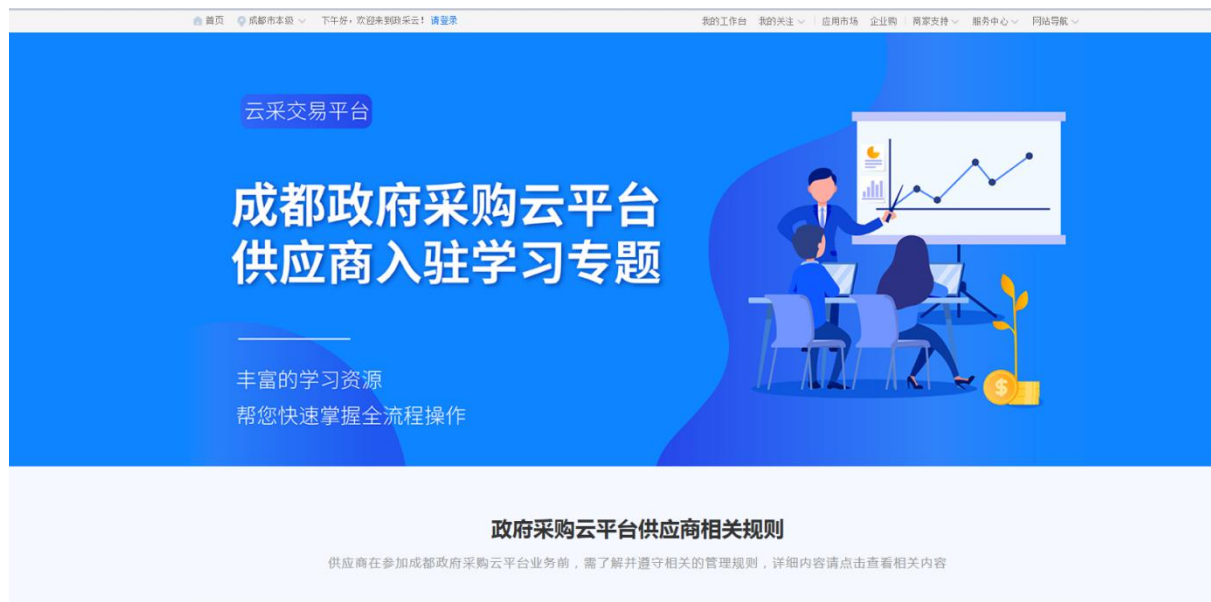 首页 成都市本级 下午好，欢迎来到政采云！ 请登录 我的工作台 我的关注 应用市场 企业购 商家支持 服务中心 网站导航
云采交易平台
成都政府采购云平台
供应商入驻学习专题
丰富的学习资源
帮您快速掌握全流程操作
$
政府采购云平台供应商相关规则
供应商在参加成都政府采购云平台业务前，需了解并遵守相关的管理规则，详细内容请点击查看相关内容